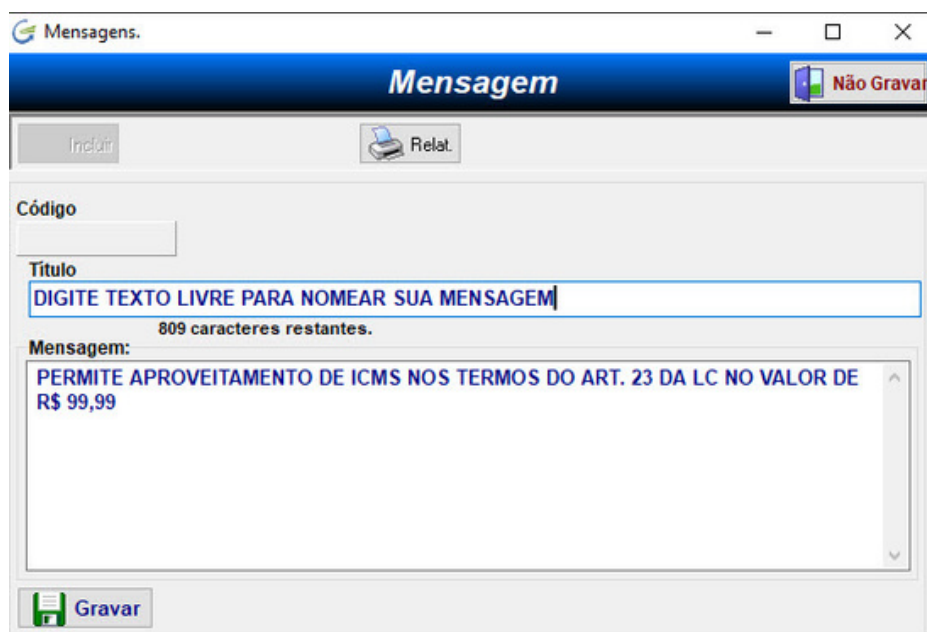 Mensagens.
Mensagem
Não Gravar
Incluir
Relat.
Código
Titulo
DIGITE TEXTO LIVRE PARA NOMEAR SUA MENSAGEM
809 caracteres restantes.
Mensagem:
PERMITE APROVEITAMENTO DE ICMS NOS TERMOS DO ART. 23 DA LC NO VALOR DE
R$ 99,99
Gravar